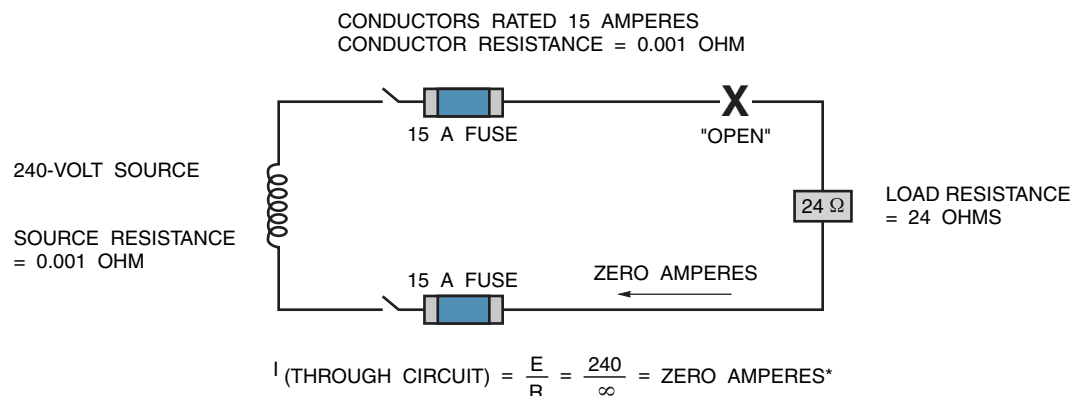 CONDUCTORS RATED 15 AMPERES
CONDUCTOR RESISTANCE = 0.001 OHM
X
15 A FUSE
"OPEN"
240-VOLT SOURCE
24 Ω
LOAD RESISTANCE
= 24 OHMS
SOURCE RESISTANCE
= 0.001 OHM
15 A FUSE
ZERO AMPERES
I (THROUGH CIRCUIT) = E/R = 240/∞ = ZERO AMPERES*